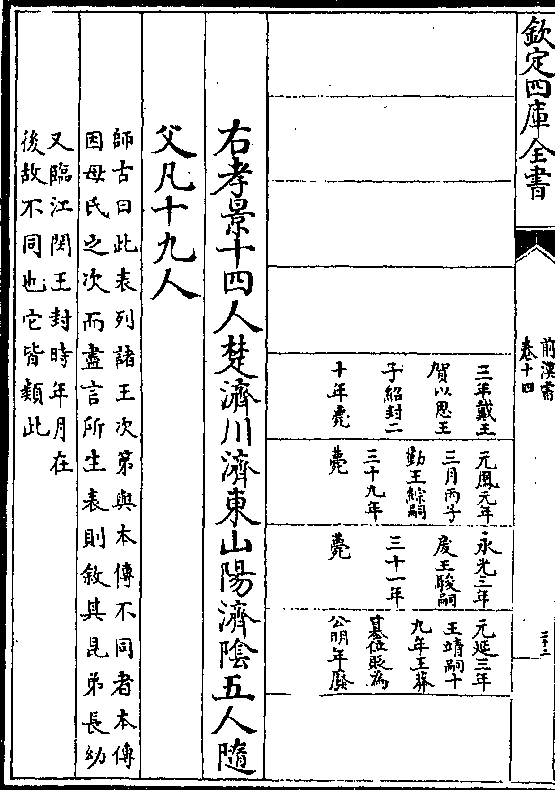 欽定四庫全書
前漢書
卷十四
三年戴王
賀以思王
子紹封二
十年薨
元鳳元年
三月丙子
勤王綜嗣
三十九年
薨
永光三年
戾王駿嗣
三十一年
薨
元延三年
王靖嗣十
九年王莽
篡位貶為
公明年廢
右孝景十四人楚濟川濟東山陽濟陰五人隨
父凡十九人
師古曰此表列諸王次第與本傳不同者本傳
因母氏之次而盡言所生表則敘其昆弟長幼
又臨江閔王封時年月在
後故不同也它皆類此